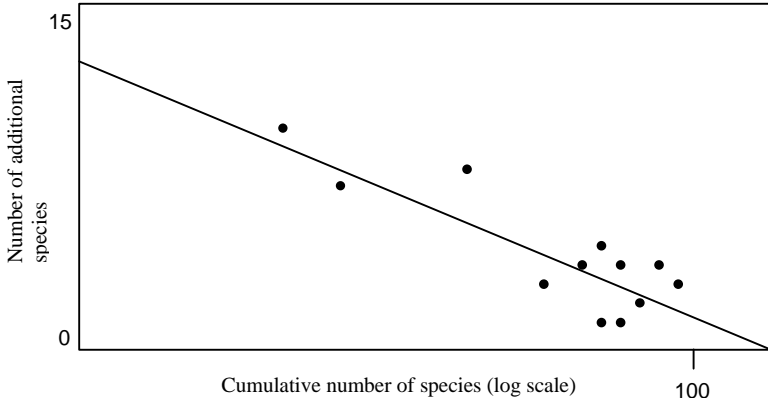 15
Number of additional
species
0
Cumulative number of species (log scale)
100